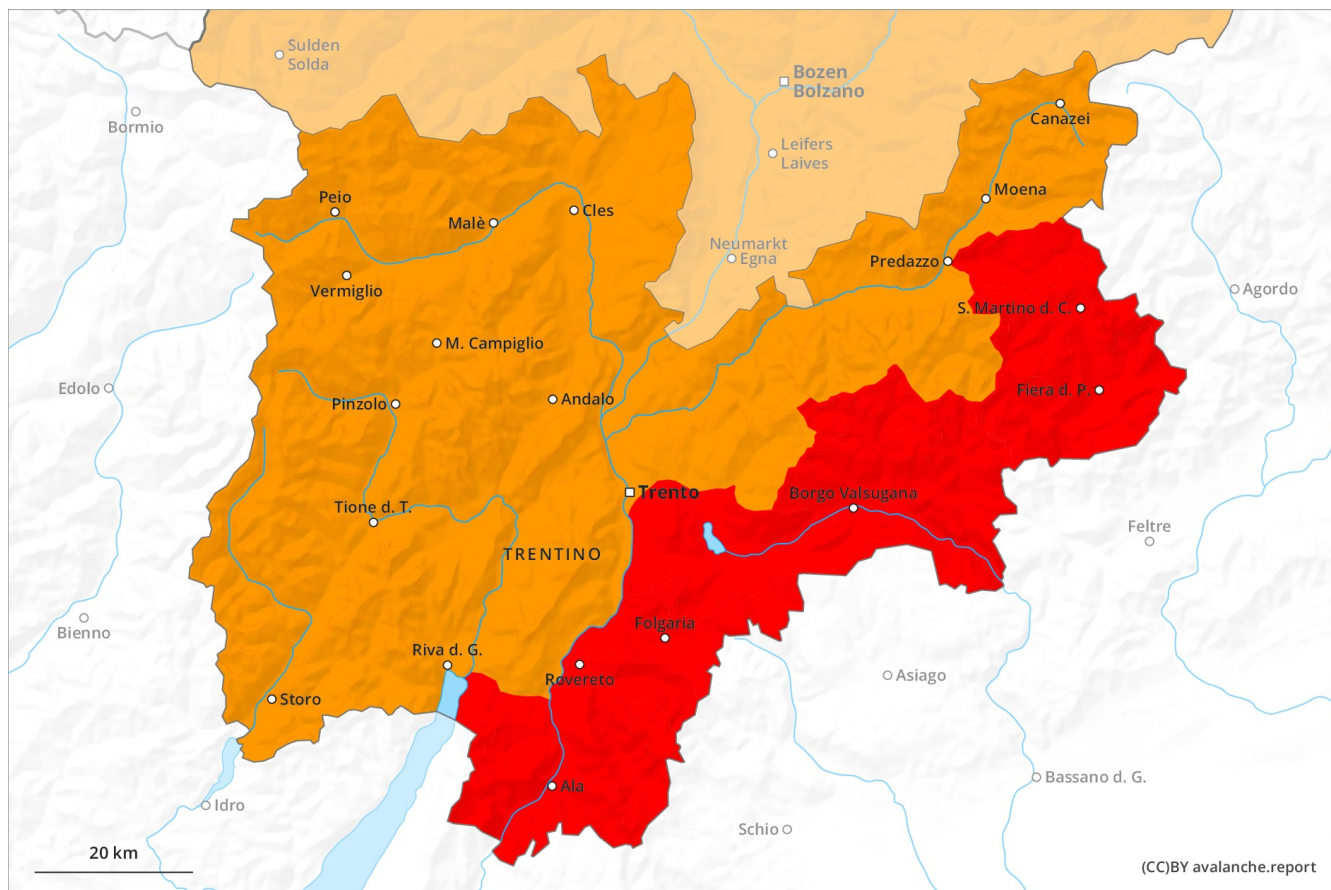 Sulden
Solda
Bozen
Bolzano
Bormio
Canazei
Leifers
Laives
Peio
Moena
Malè
Cles
Neumarkt
Egna
Predazzo
Vermiglio
Agordo
S. Martino d. C.
M. Campiglio
Edolo
Fiera d. P.
Pinzolo
Andalo
Trento
Borgo Valsugana
Tione d. T.
Feltre
TRENTINO
Bienno
Folgaria
Riva d. G.
Rovereto
Asiago
Storo
Bassano d. G.
Ala
Idro
Schio
20 km
(CC)BY avalanche.report